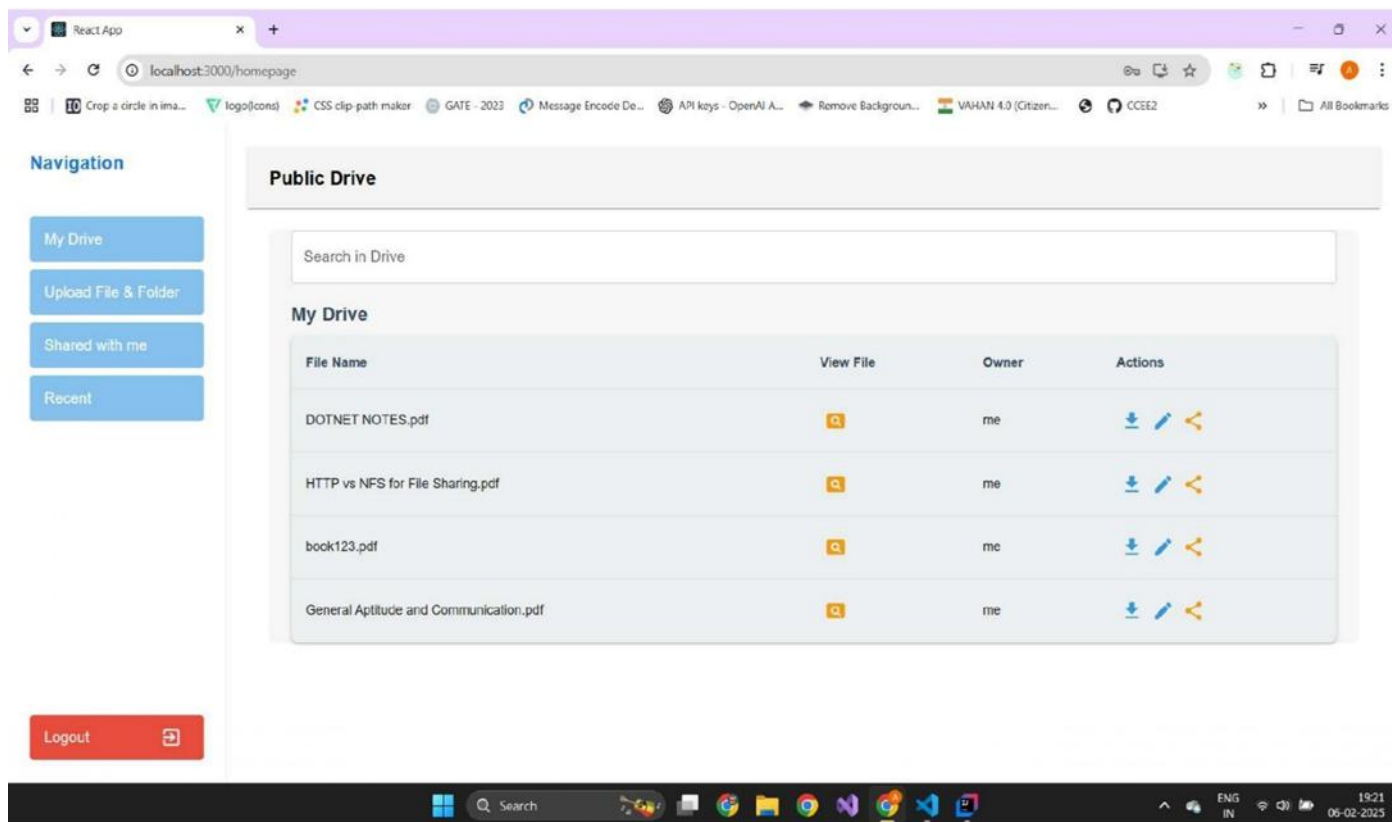 React App
localhost:3000/homepage
A
Crop a circle in ima...
logo(Icons)
CSS clip-path maker
GATE - 2023
Message Encode De...
API keys - OpenAI A...
Remove Backgroun...
VAHAN 4.0 (Citizen...
CCEE2
All Bookmarks
Navigation
Public Drive
My Drive
Upload File & Folder
Shared with me
Recent
Logout
Search in Drive
My Drive
File Name View File Owner Actions
DOTNET NOTES.pdf me
HTTP vs NFS for File Sharing.pdf me
book123.pdf me
General Aptitude and Communication.pdf me
Search
ENG
IN
19:21
06-02-2025